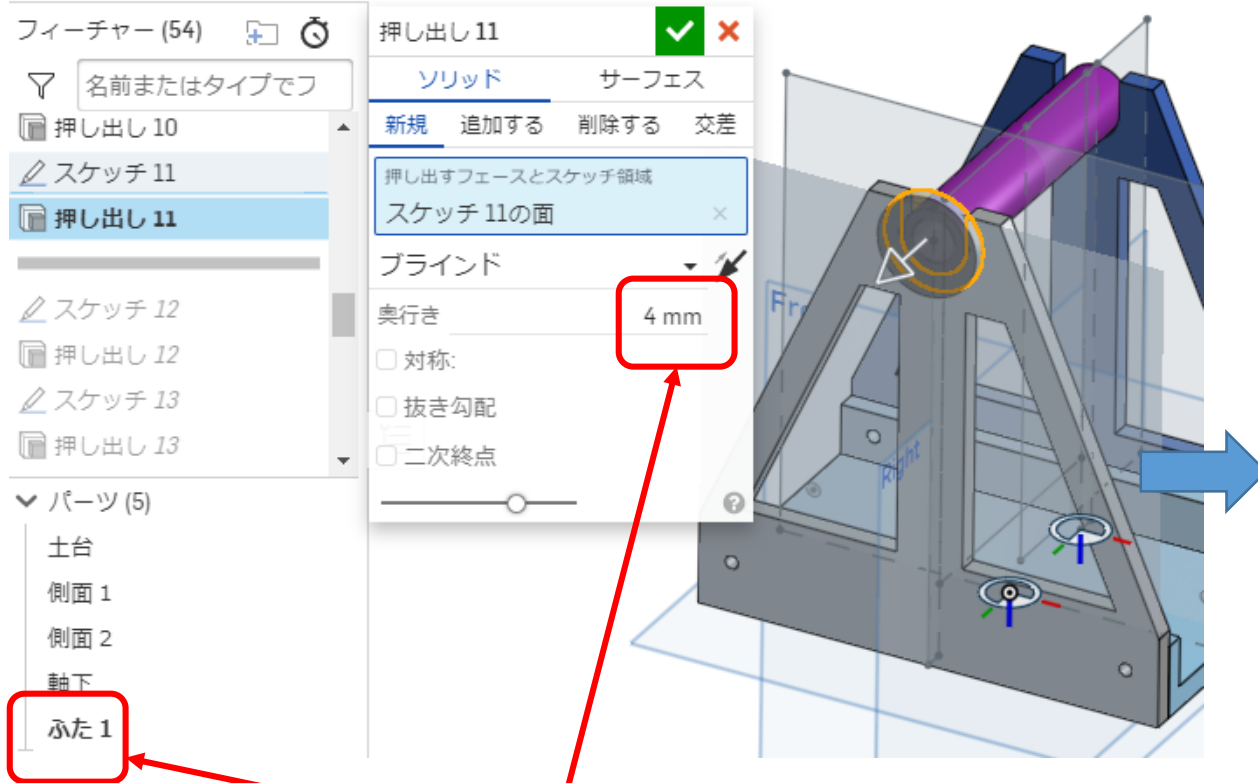 フィーチャー (54)
名前またはタイプでフ
押し出し 10
スケッチ 11
押し出し 11
スケッチ 12
押し出し 12
スケッチ 13
押し出し 13
パーツ (5)
土台
側面 1
側面 2
軸下
ふた 1
押し出し 11
ソリッド サーフェス
新規 追加する 削除する 交差
押し出すフェースとスケッチ領域
スケッチ 11の面
ブラインド
奥行き 4 mm
対称:
抜き勾配
二次終点
Right